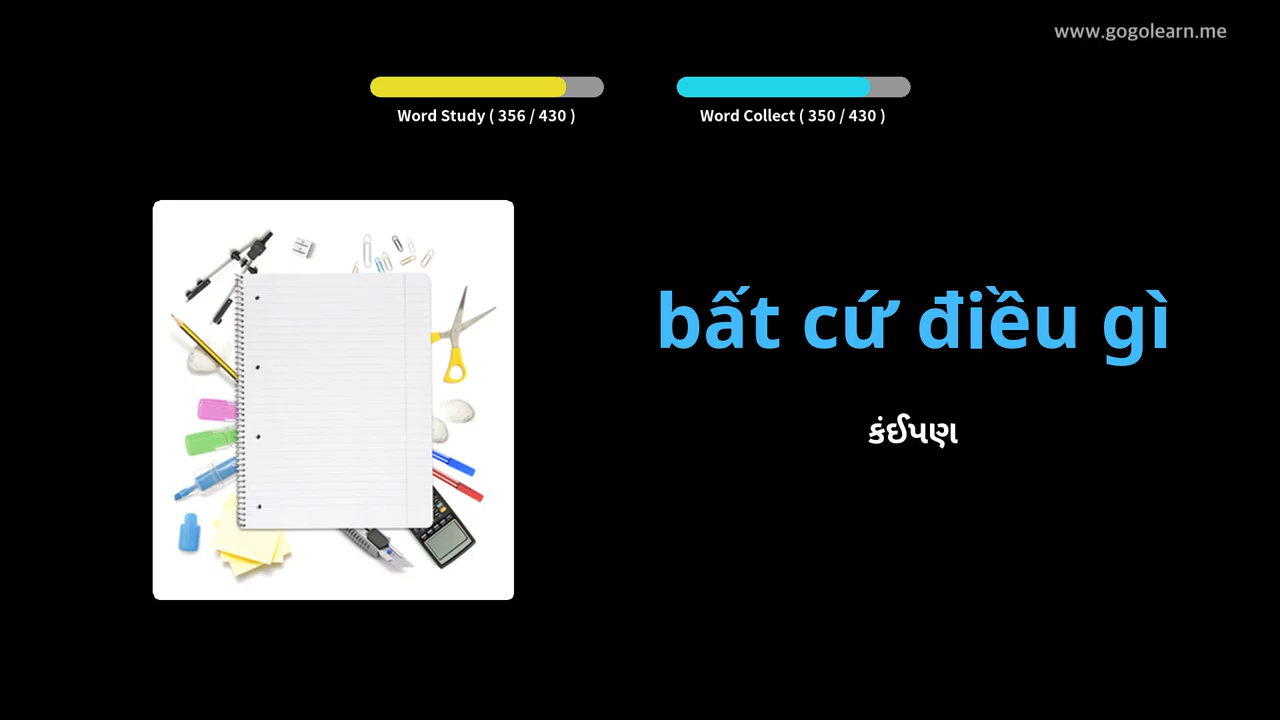 www.gogolearn.me
Word Study ( 356 / 430 )
Word Collect ( 350 / 430 )
bất cứ điều gì
કંઈપણ